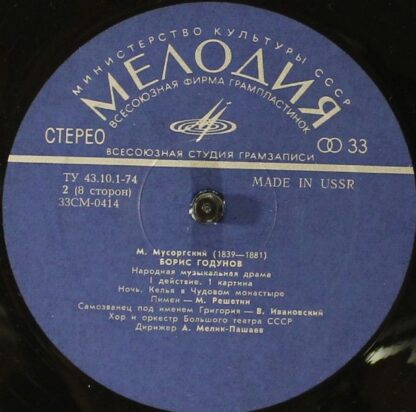 МИНИСТЕРСТВО КУЛЬТУРЫ СССР
МЕЛОДИЯ
ВСЕСОЮЗНАЯ ФИРМА ГРАМПЛАСТИНОК
СТЕРЕО
33
ВСЕСОЮЗНАЯ СТУДИЯ ГРАМЗАПИСИ
ТУ 43.10.1-74
2 (8 сторон)
33СМ-0414
MADE IN USSR
М. Мусоргский (1839—1881)
БОРИС ГОДУНОВ
Народная музыкальная драма
I действие. 1 картина
Ночь. Келья в Чудовом монастыре
Пимен — М. Решетин
Самозванец под именем Григория — В. Ивановский
Хор и оркестр Большого театра СССР
Дирижер А. Мелик-Пашаев